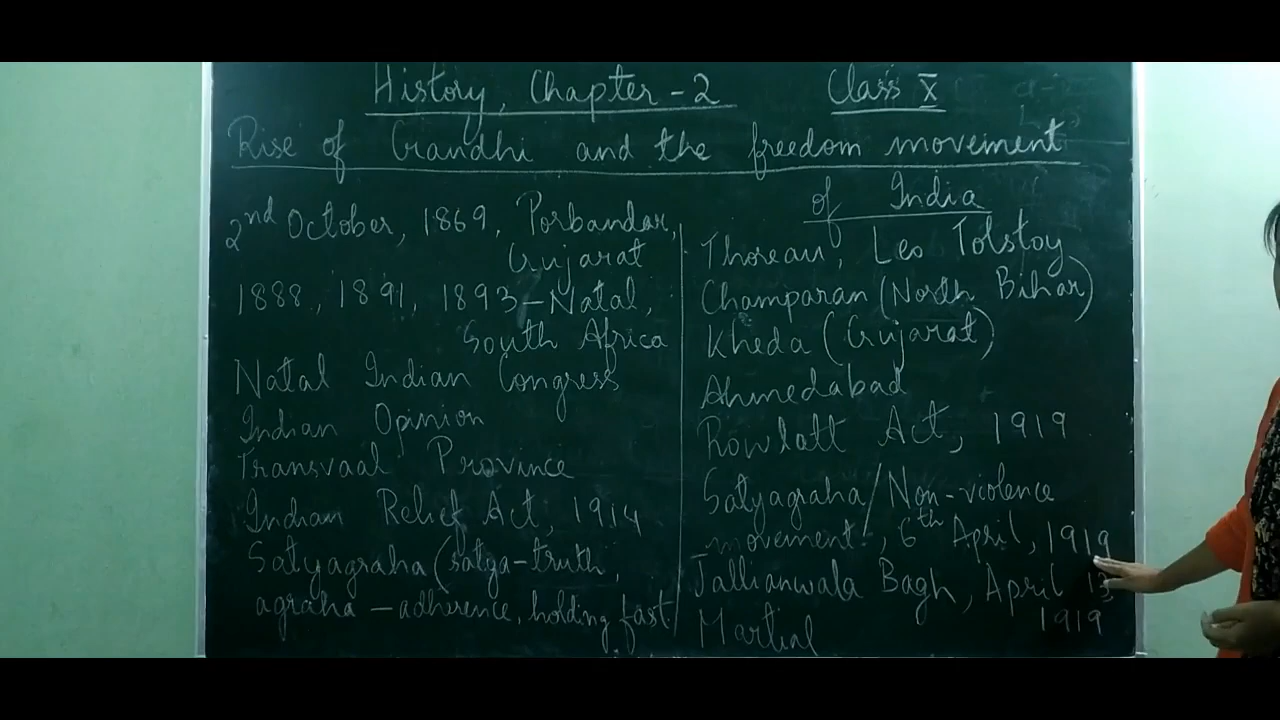 History, Chapter - 2 Class X
Rise of Gandhi and the freedom movement
of India
2nd October, 1869, Porbandar,
Gujarat
1888, 1891, 1893 - Natal,
South Africa
Natal Indian Congress
Indian Opinion
Transvaal Province
Indian Relief Act, 1914
Satyagraha (satya-truth,
agraha - adherence, holding fast
Thoreau, Leo Tolstoy
Champaran (North Bihar)
Kheda (Gujarat)
Ahmedabad
Rowlatt Act, 1919
Satyagraha / Non-violence
movement, 6th April, 1919
Jallianwala Bagh, April 13
1919
Martial